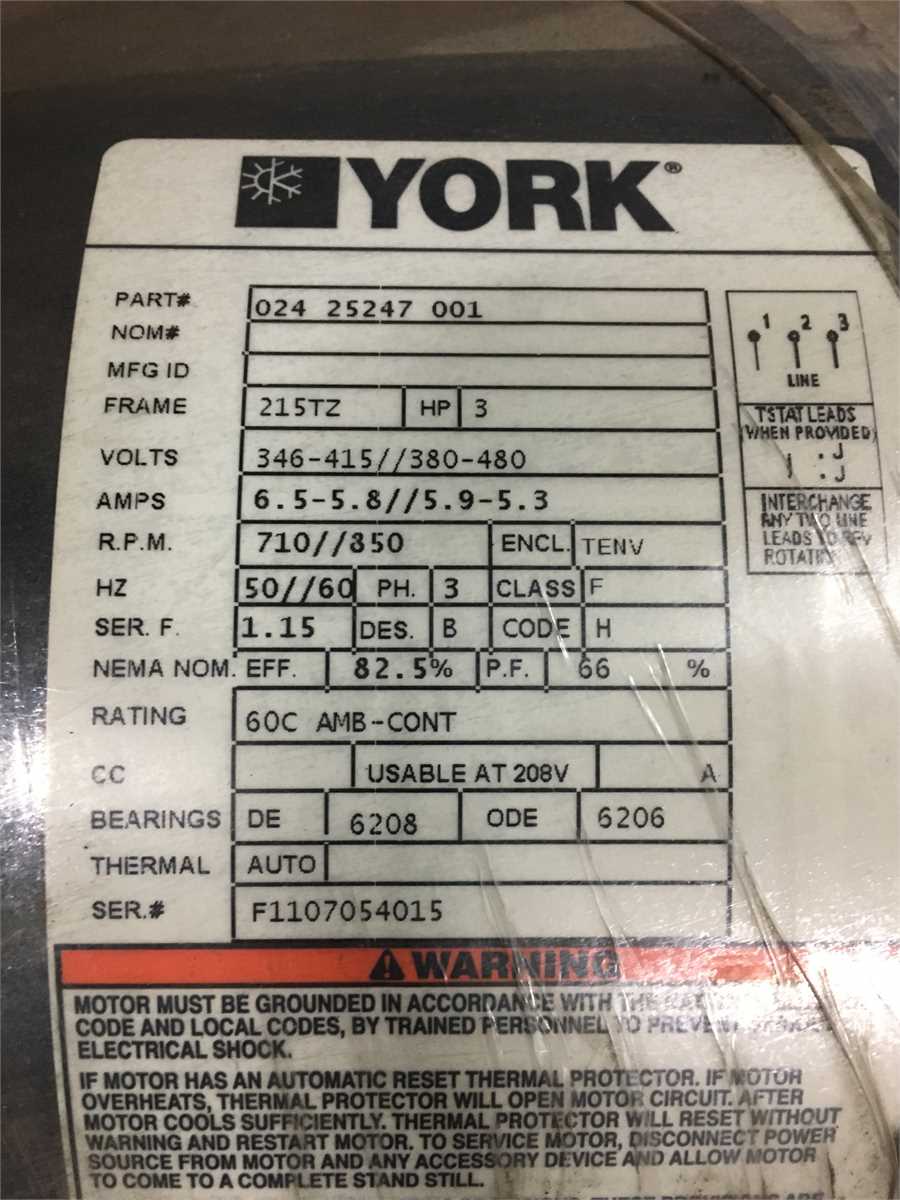 YORK®
PART# 024 25247 001
NOM#
MFG ID
FRAME 215TZ HP 3
VOLTS 346-415//380-480
AMPS 6.5-5.8//5.9-5.3
R.P.M. 710//850 ENCL. TENV
HZ 50//60 PH. 3 CLASS F
SER. F. 1.15 DES. B CODE H
NEMA NOM. EFF. 82.5% P.F. 66 %
RATING 60C AMB-CONT
CC USABLE AT 208V A
BEARINGS DE 6208 ODE 6206
THERMAL AUTO
SER.# F1107054015
1 2 3
LINE
TSTAT LEADS
(WHEN PROVIDED)
J
J
INTERCHANGE
ANY TWO LINE
LEADS TO REV
WARNING
MOTOR MUST BE GROUNDED IN ACCORDANCE WITH THE
CODE AND LOCAL CODES, BY TRAINED PERSONNEL TO PREVENT
ELECTRICAL SHOCK.
IF MOTOR HAS AN AUTOMATIC RESET THERMAL PROTECTOR. IF MOTOR
OVERHEATS, THERMAL PROTECTOR WILL OPEN MOTOR CIRCUIT. AFTER
MOTOR COOLS SUFFICIENTLY. THERMAL PROTECTOR WILL RESET WITHOUT
WARNING AND RESTART MOTOR. TO SERVICE MOTOR, DISCONNECT POWER
SOURCE FROM MOTOR AND ANY ACCESSORY DEVICE AND ALLOW MOTOR
TO COME TO A COMPLETE STAND STILL.